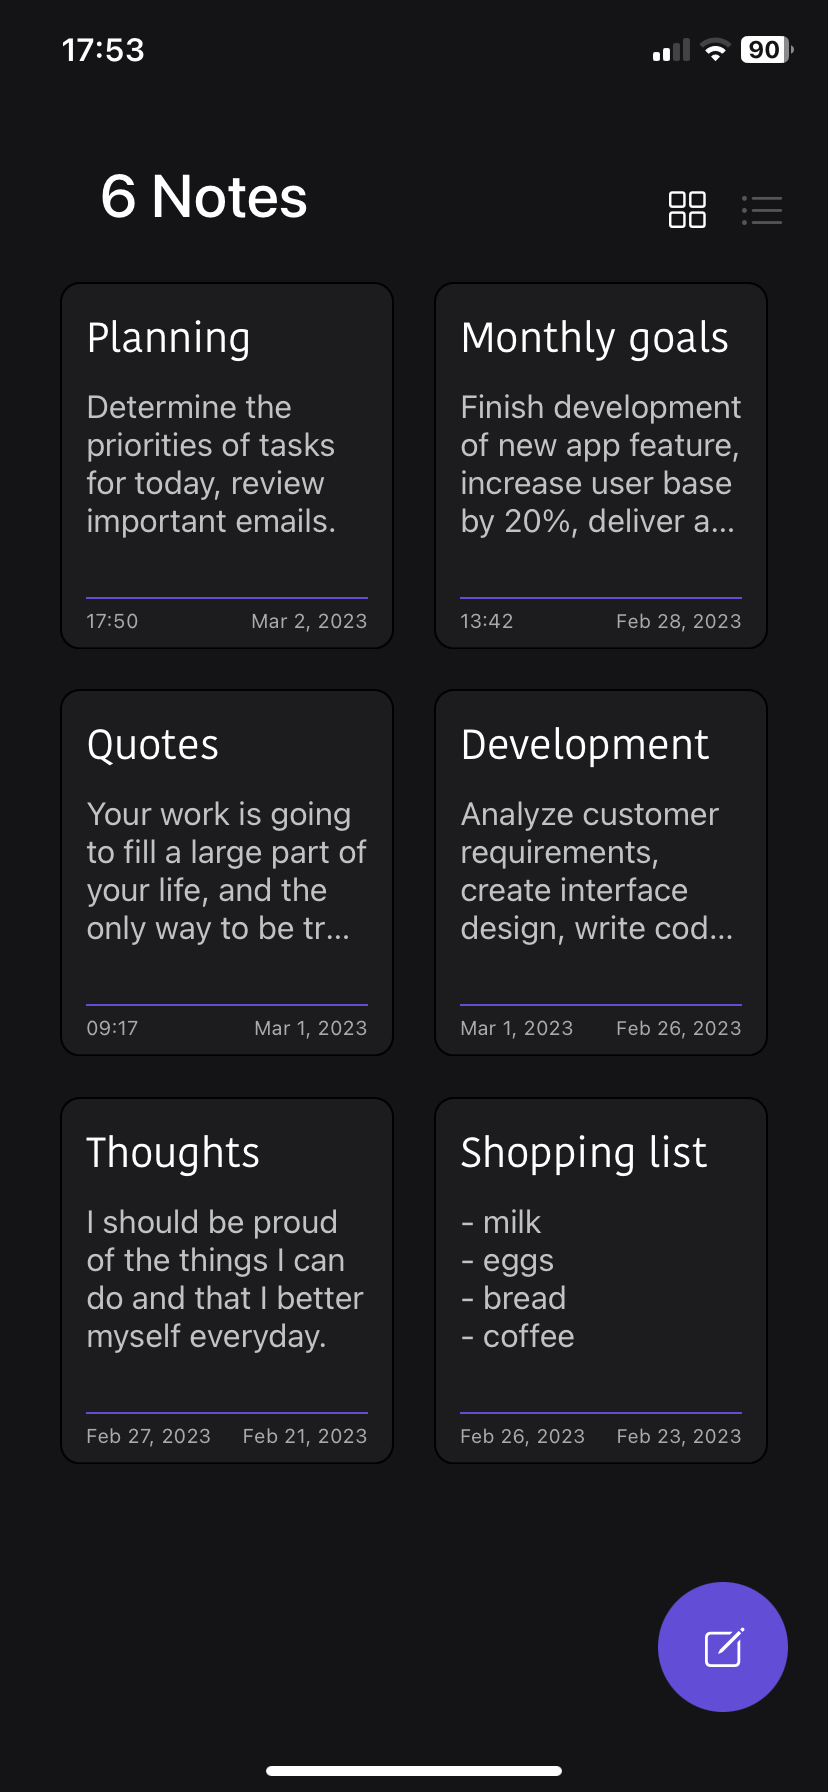 17:53
90
6 Notes
Planning
Determine the
priorities of tasks
for today, review
important emails.
17:50 Mar 2, 2023
Monthly goals
Finish development
of new app feature,
increase user base
by 20%, deliver a...
13:42 Feb 28, 2023
Quotes
Your work is going
to fill a large part of
your life, and the
only way to be tr...
09:17 Mar 1, 2023
Development
Analyze customer
requirements,
create interface
design, write cod...
Mar 1, 2023 Feb 26, 2023
Thoughts
I should be proud
of the things I can
do and that I better
myself everyday.
Feb 27, 2023 Feb 21, 2023
Shopping list
- milk
- eggs
- bread
- coffee
Feb 26, 2023 Feb 23, 2023